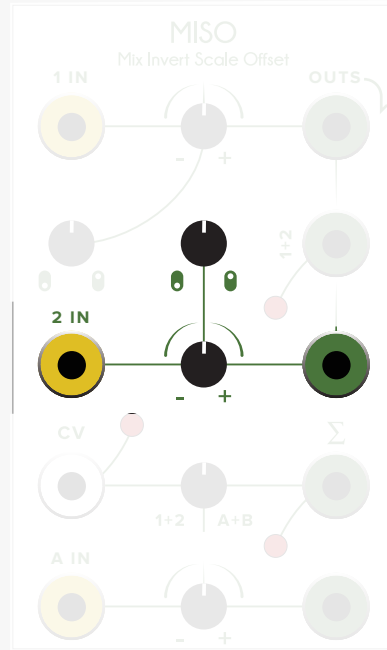 MISO
Mix Invert Scale Offset
1 IN
OUTS
- +
1+2
2 IN
- +
CV
Σ
1+2
A+B
A IN
- +